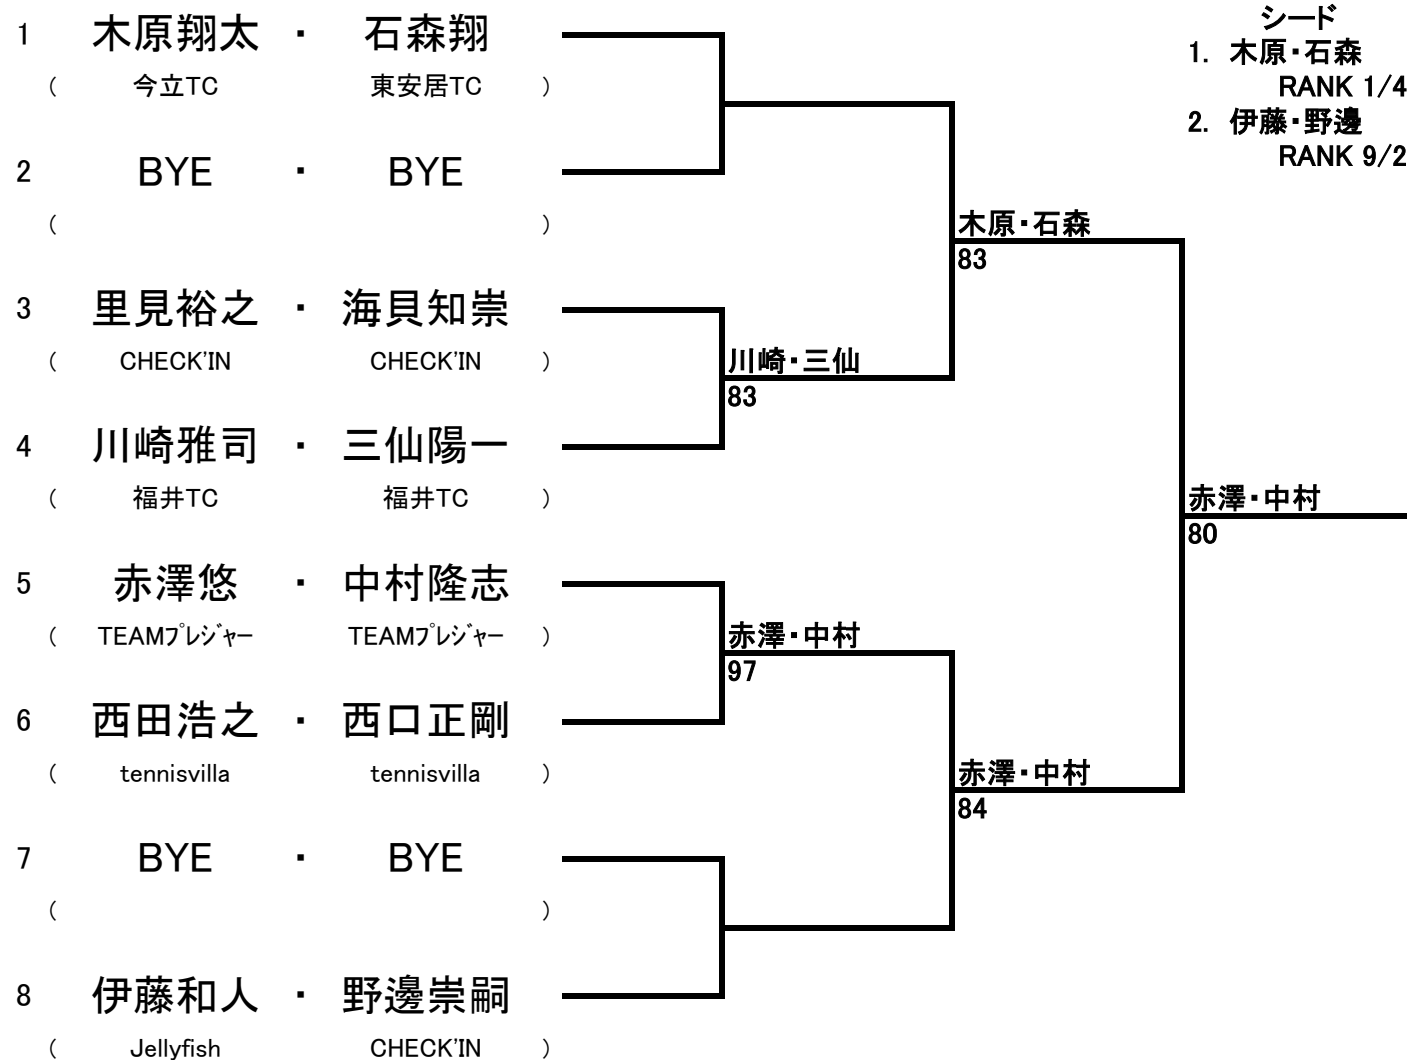 1 木原翔太 ・ 石森翔
( 今立TC 東安居TC )
2 BYE ・ BYE
( )
3 里見裕之 ・ 海貝知崇
( CHECK'IN CHECK'IN )
4 川崎雅司 ・ 三仙陽一
( 福井TC 福井TC )
5 赤澤悠 ・ 中村隆志
( TEAMﾌﾟﾚｼﾞｬｰ TEAMﾌﾟﾚｼﾞｬｰ )
6 西田浩之 ・ 西口正剛
( tennisvilla tennisvilla )
7 BYE ・ BYE
( )
8 伊藤和人 ・ 野邊崇嗣
( Jellyfish CHECK'IN )
川崎・三仙
83
赤澤・中村
97
木原・石森
83
赤澤・中村
84
赤澤・中村
80
シード
1. 木原・石森
RANK 1/4
2. 伊藤・野邊
RANK 9/2